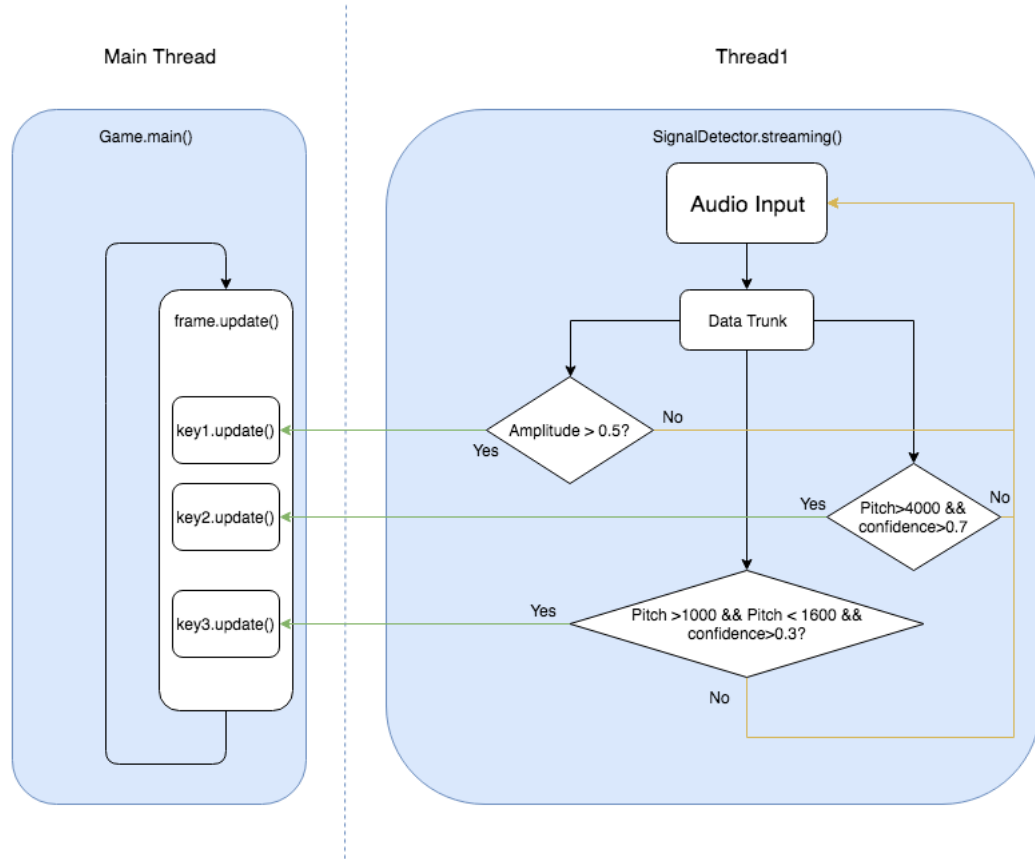 Main Thread
Thread1
Game.main()
SignalDetector.streaming()
Audio Input
frame.update()
Data Trunk
key1.update()
Yes
Amplitude > 0.5?
No
key2.update()
Yes
Pitch>4000 &&
confidence>0.7
No
key3.update()
Yes
Pitch >1000 && Pitch < 1600 &&
confidence>0.3?
No